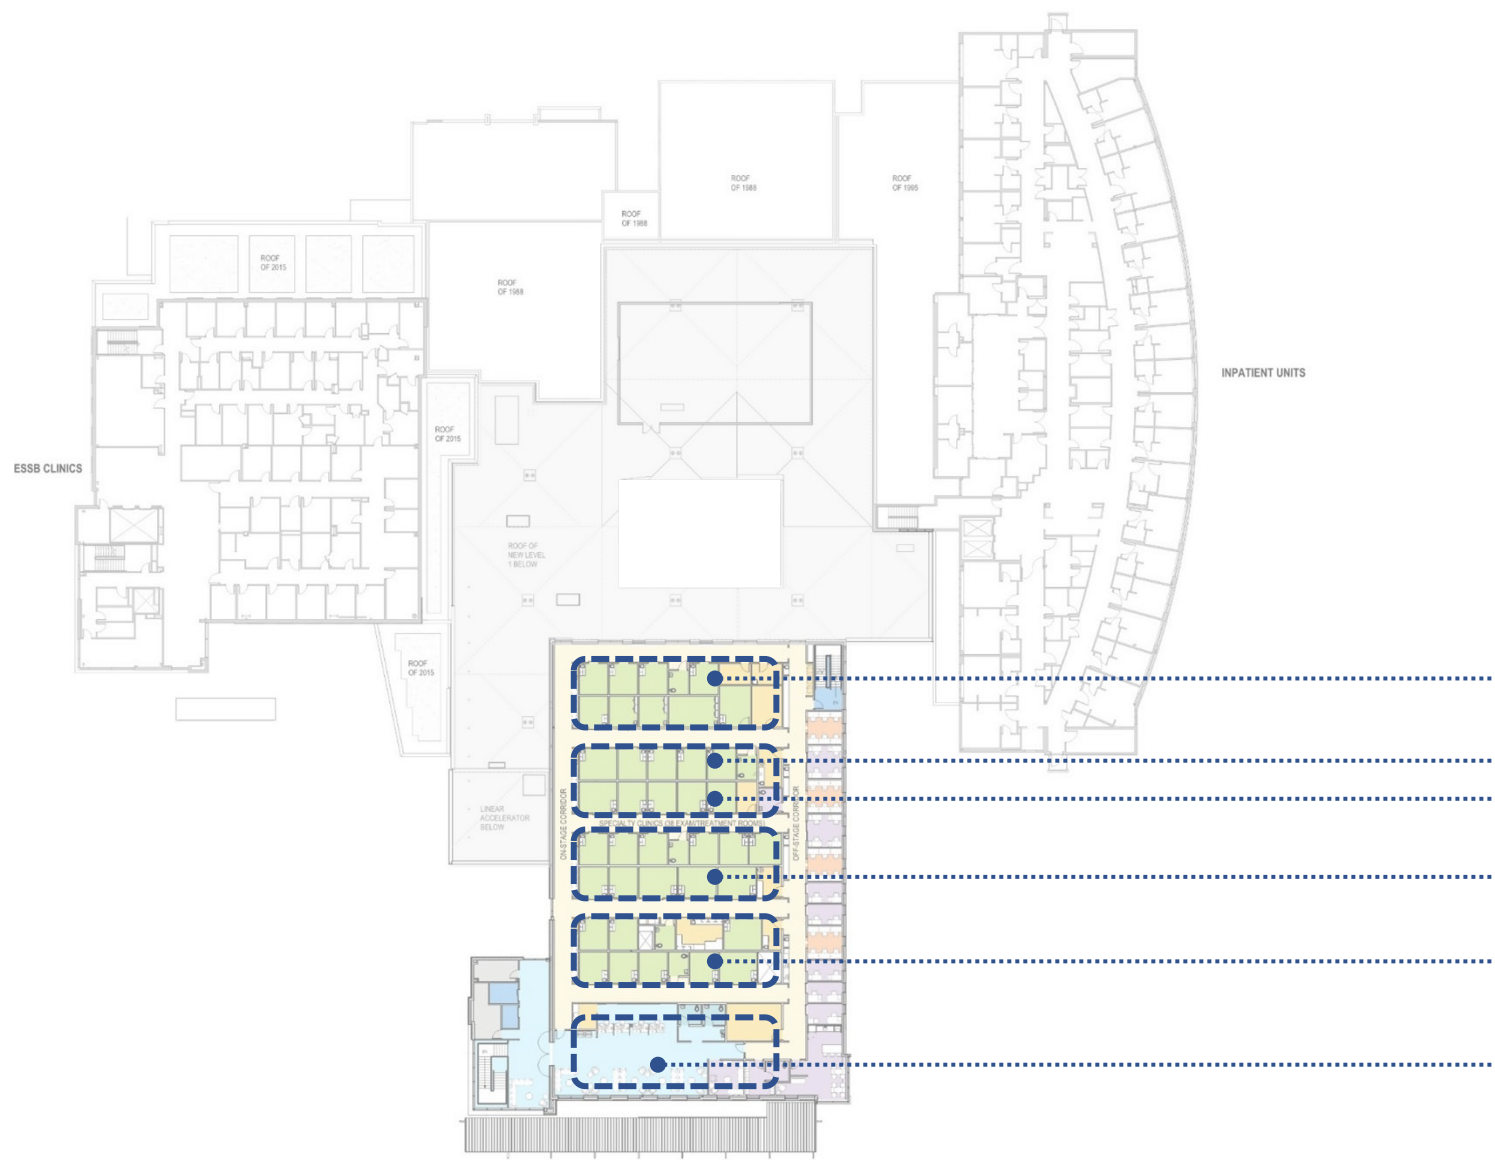 ROOF
OF 1988
ROOF
OF 1995
ROOF
OF 1988
ROOF
OF 2015
ROOF
OF 1988
INPATIENT UNITS
ROOF
OF 2015
ESSB CLINICS
ROOF OF
NEW LEVEL
1 BELOW
ROOF
OF 2015
LINEAR
ACCELERATOR
BELOW
ON-STAGE CORRIDOR
SPECIALTY CLINICS (38 EXAM/TREATMENT ROOMS)
OFF-STAGE CORRIDOR